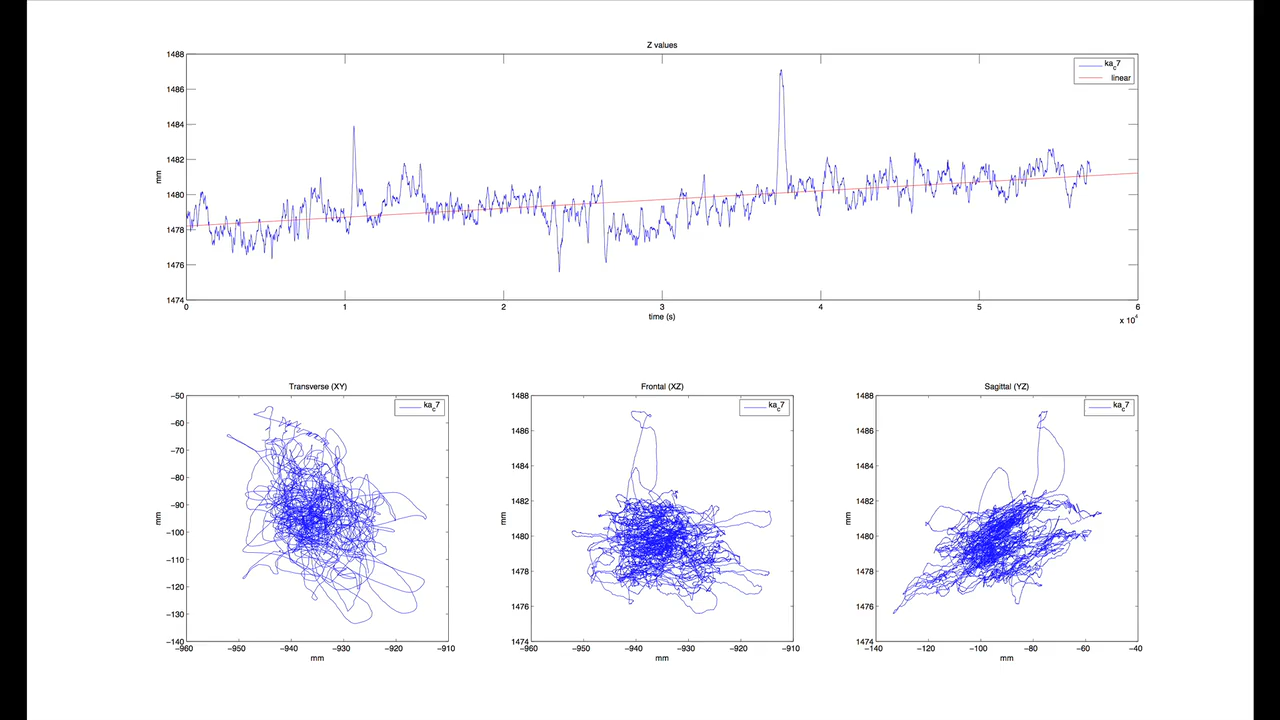 Z values
1488
1486
1484
1482
1480
1478
1476
1474
mm
ka_c7
linear
0 1 2 3 4 5 6
time (s)
x 10^4
Transverse (XY)
−50
−60
−70
−80
−90
−100
−110
−120
−130
−140
mm
ka_c7
−960 −950 −940 −930 −920 −910
mm
Frontal (XZ)
1488
1486
1484
1482
1480
1478
1476
1474
mm
ka_c7
−960 −950 −940 −930 −920 −910
mm
Sagittal (YZ)
1488
1486
1484
1482
1480
1478
1476
1474
mm
ka_c7
−140 −120 −100 −80 −60 −40
mm